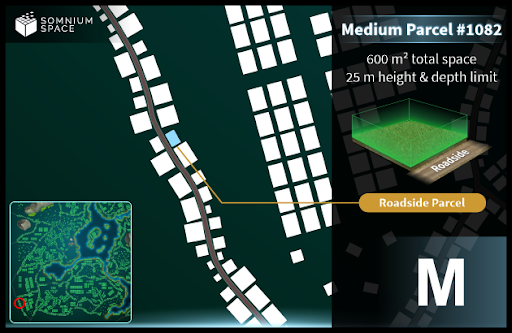 SOMNIUM
SPACE
Medium Parcel #1082
600 m² total space
25 m height & depth limit
Roadside
Roadside Parcel
M